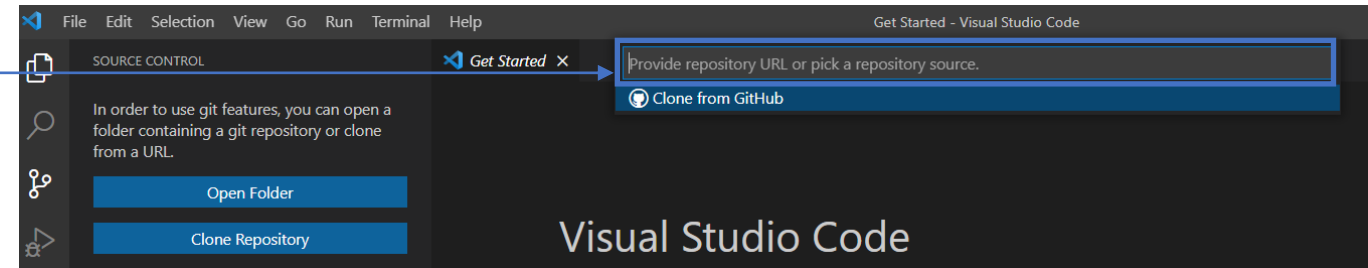 File Edit Selection View Go Run Terminal Help
Get Started - Visual Studio Code
SOURCE CONTROL
Get Started
Provide repository URL or pick a repository source.
Clone from GitHub
In order to use git features, you can open a
folder containing a git repository or clone
from a URL.
Open Folder
Clone Repository
Visual Studio Code